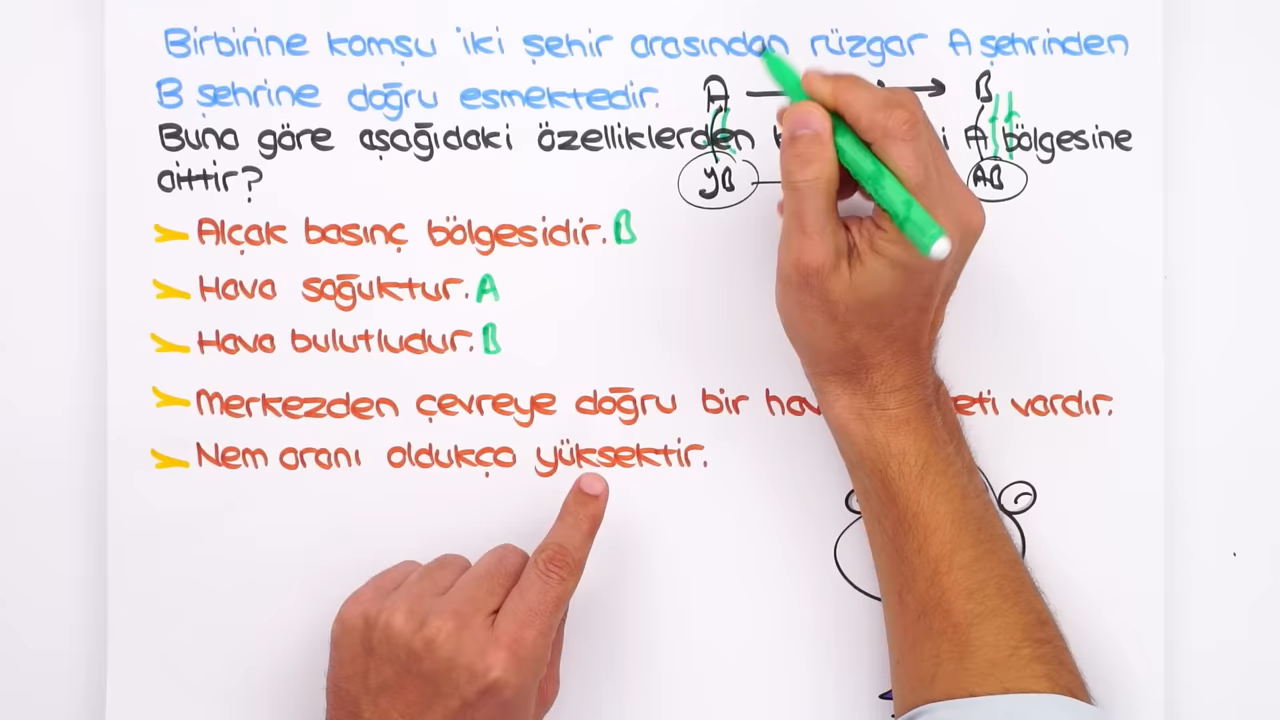 Birbirine komşu iki şehir arasından rüzgar A şehrinden
B şehrine doğru esmektedir. A B
Buna göre aşağıdaki özelliklerden A bölgesine
aittir? YB AB
Alçak basınç bölgesidir. B
Hava soğuktur. A
Hava bulutludur. B
Merkezden çevreye doğru bir vardır.
Nem oranı oldukça yüksektir.